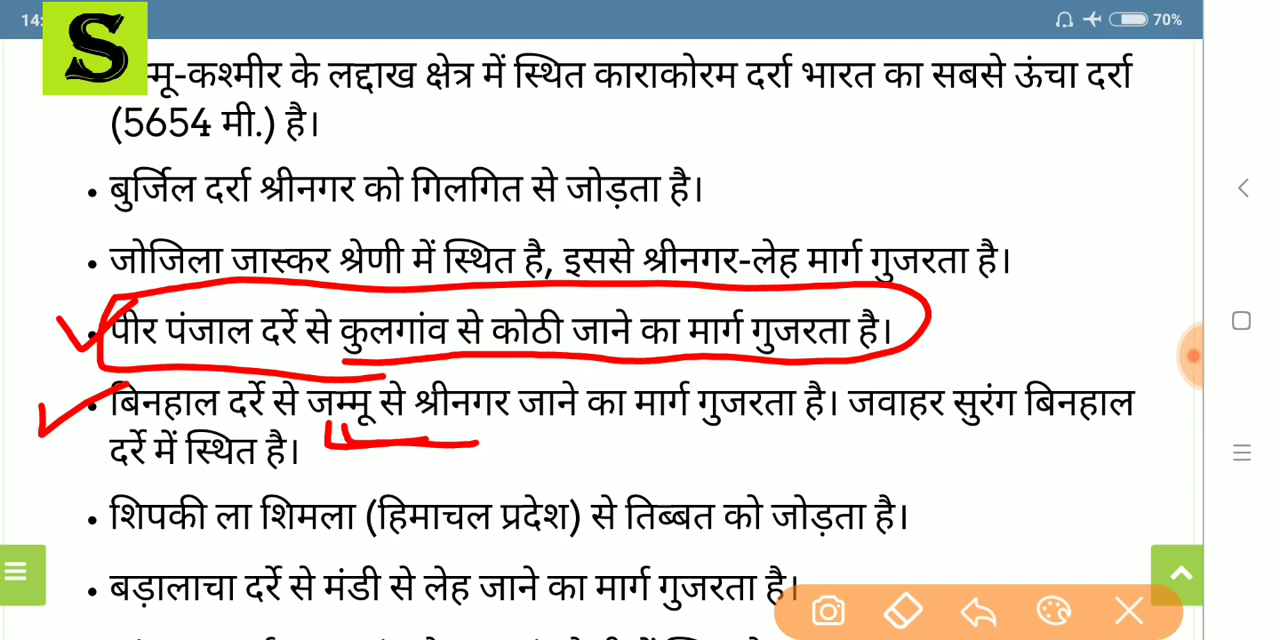 14:
S
70%
मू-कश्मीर के लद्दाख क्षेत्र में स्थित काराकोरम दर्रा भारत का सबसे ऊंचा दर्रा
(5654 मी.) है।
• बुर्जिल दर्रा श्रीनगर को गिलगित से जोड़ता है।
• जोजिला जास्कर श्रेणी में स्थित है, इससे श्रीनगर-लेह मार्ग गुजरता है।
• पीर पंजाल दर्रे से कुलगांव से कोठी जाने का मार्ग गुजरता है।
• बिनहाल दर्रे से जम्मू से श्रीनगर जाने का मार्ग गुजरता है। जवाहर सुरंग बिनहाल
दर्रे में स्थित है।
• शिपकी ला शिमला (हिमाचल प्रदेश) से तिब्बत को जोड़ता है।
• बड़ालाचा दर्रे से मंडी से लेह जाने का मार्ग गुजरता है।